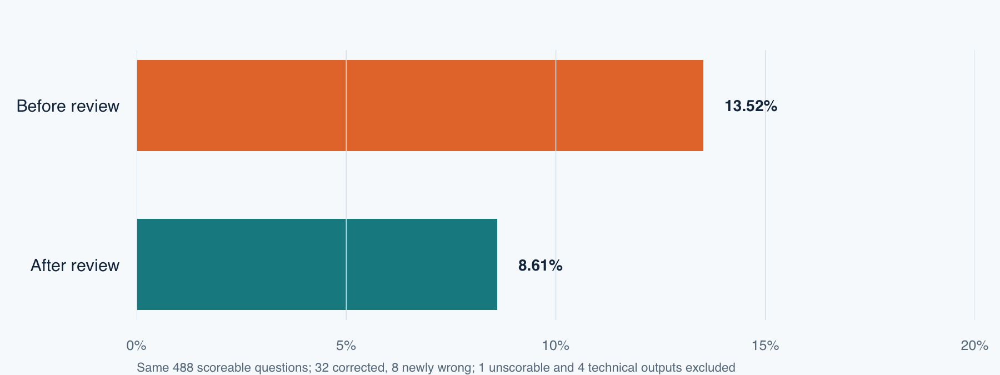 Before review
13.52%
After review
8.61%
0% 5% 10% 15% 20%
Same 488 scoreable questions; 32 corrected, 8 newly wrong; 1 unscorable and 4 technical outputs excluded